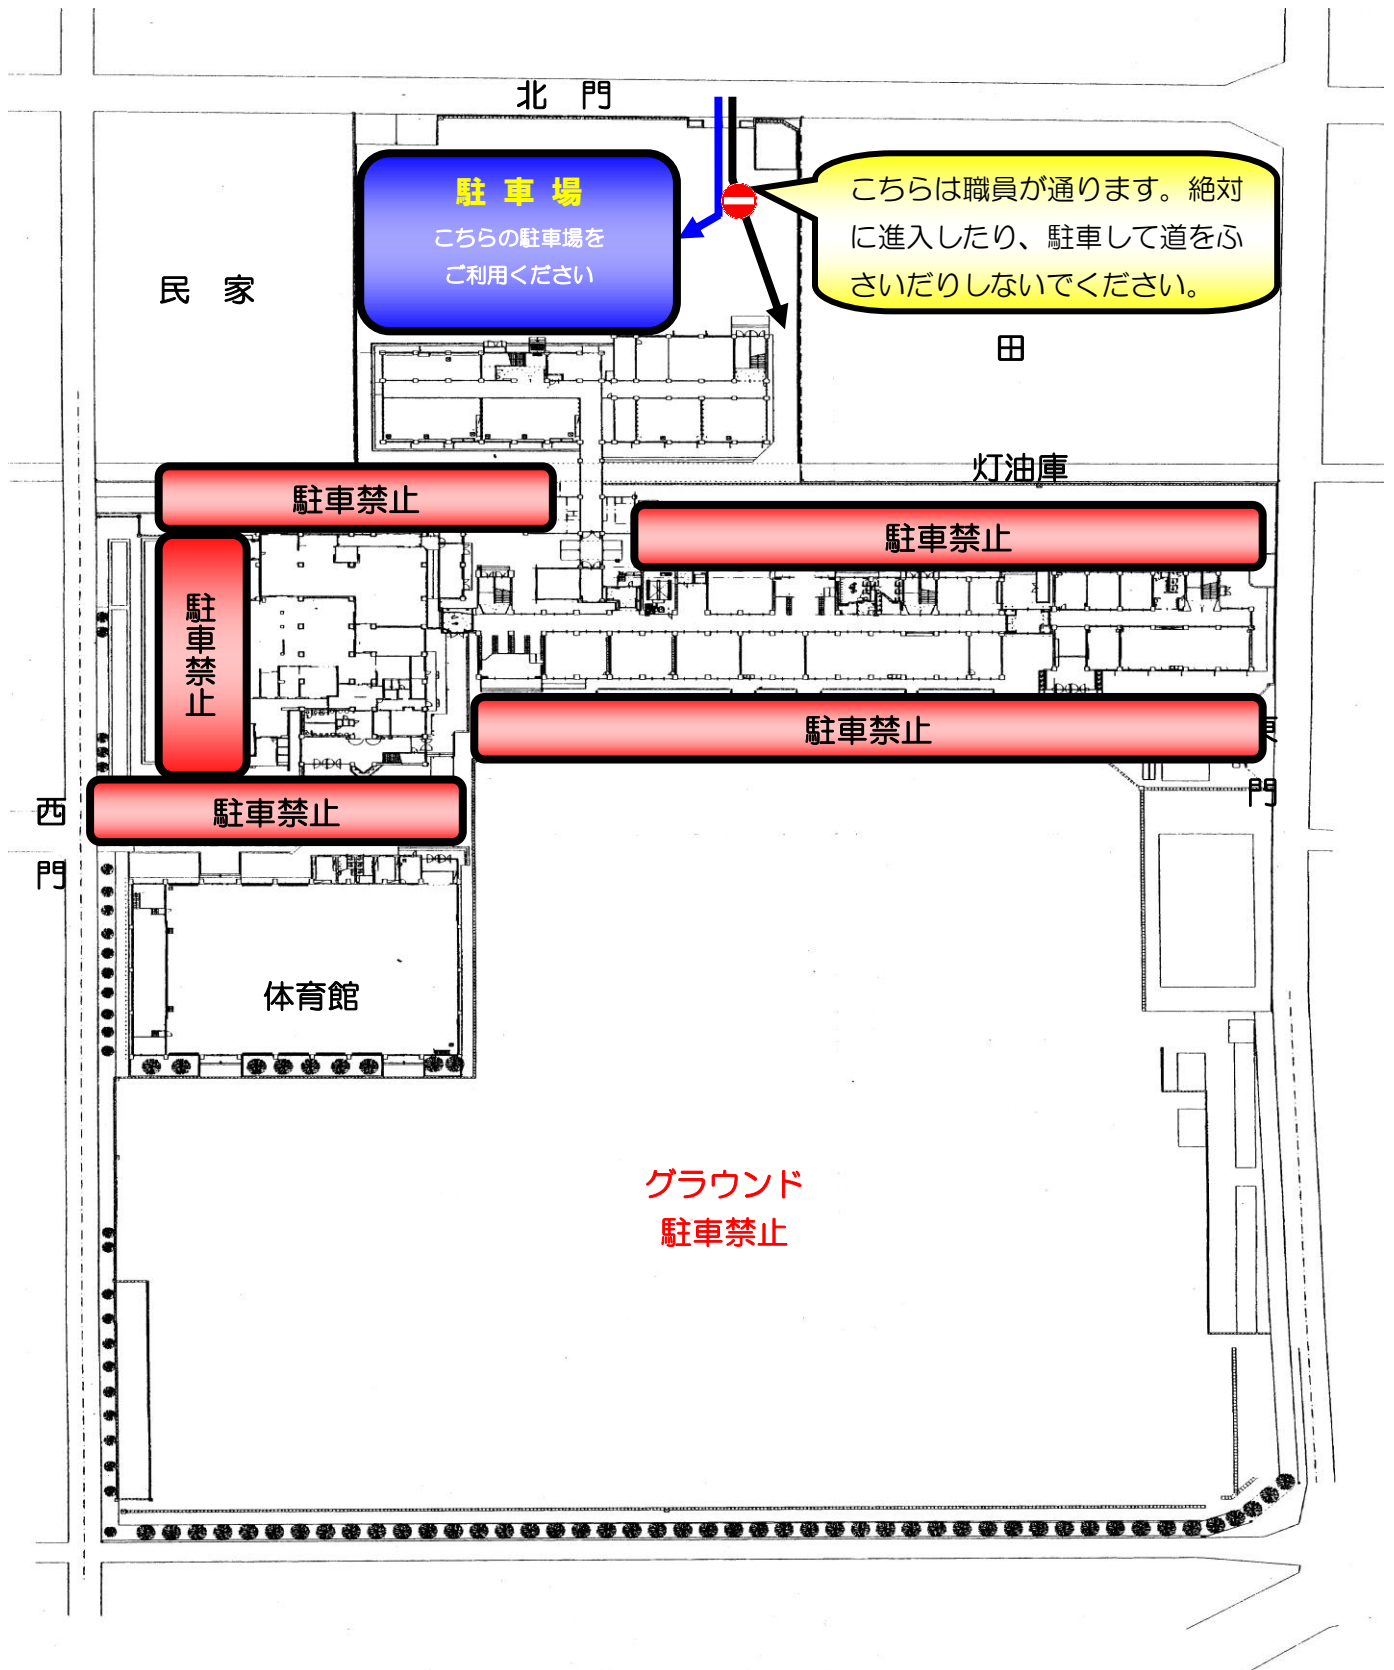 北 門
駐 車 場
こちらの駐車場を
ご利用ください
こちらは職員が通ります。絶対
に進入したり、駐車して道をふ
さいだりしないでください。
民 家
田
灯油庫
駐車禁止
駐車禁止
駐車禁止
駐車禁止
東門
西門
駐車禁止
体育館
グラウンド
駐車禁止